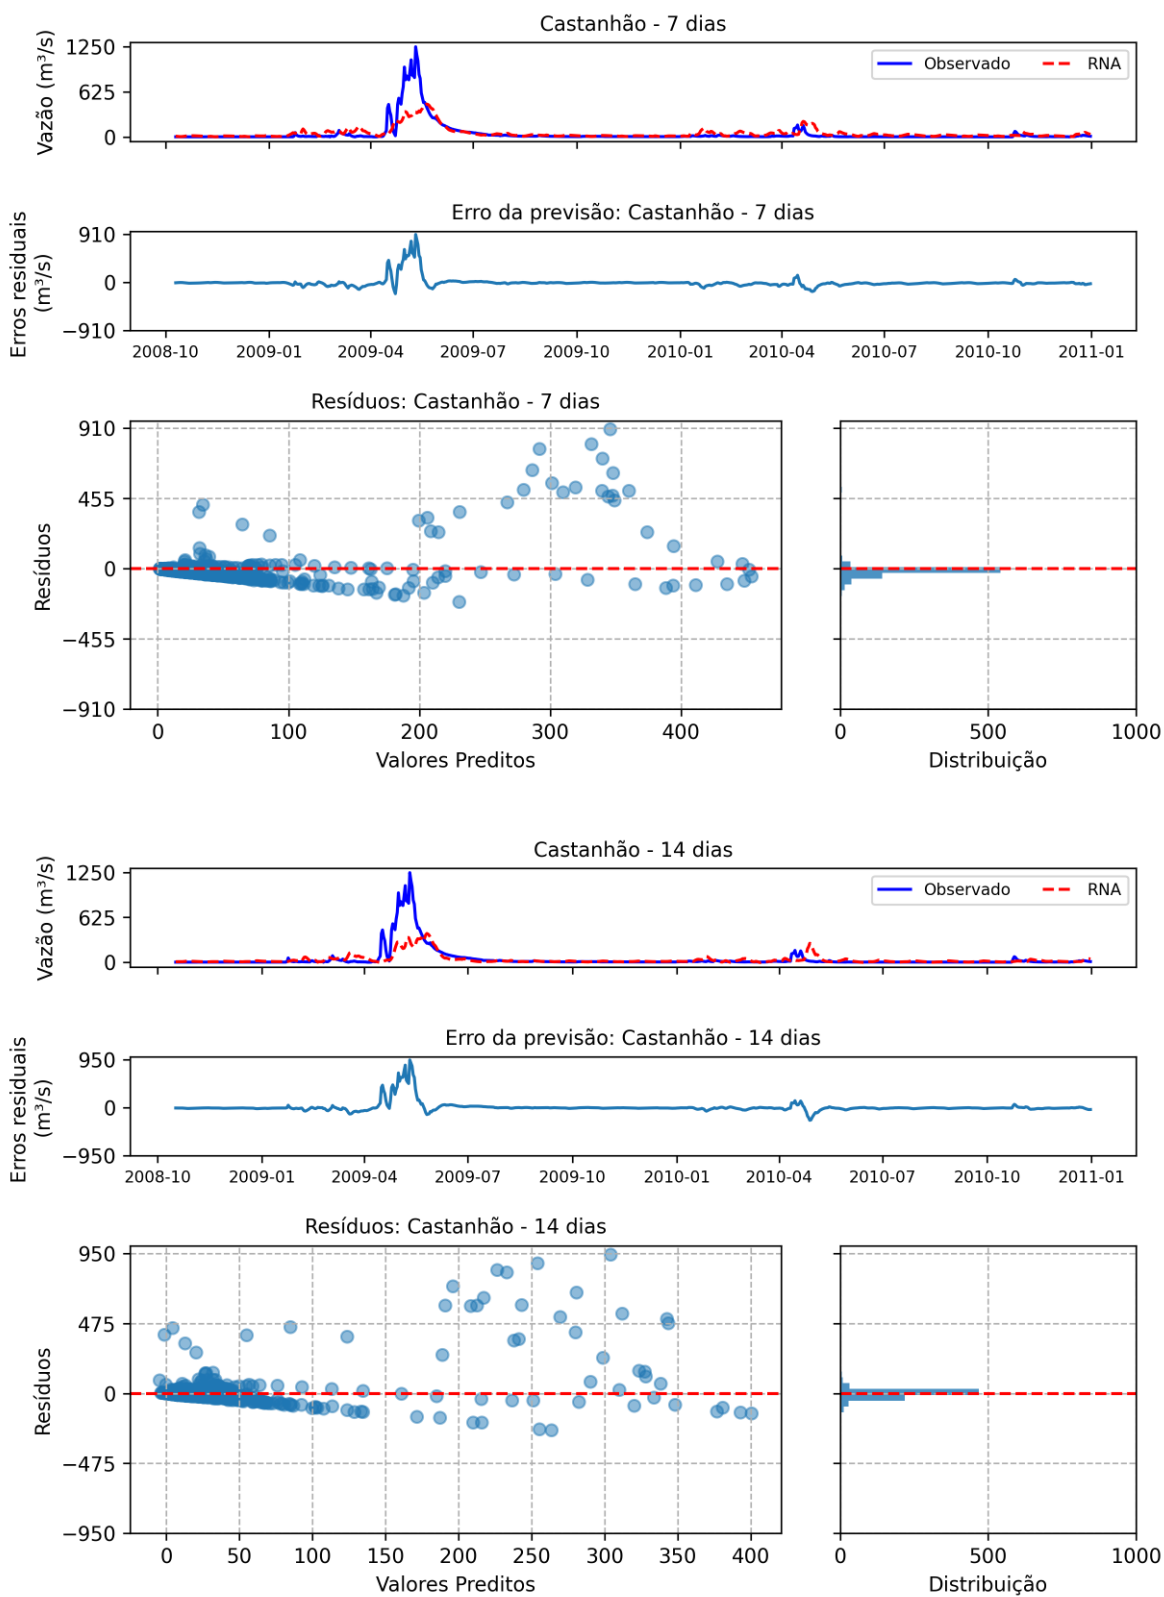 Castanhão - 7 dias
Vazão (m³/s)
1250
625
0
Observado
RNA
Erro da previsão: Castanhão - 7 dias
Erros residuais
(m³/s)
910
0
−910
2008-10 2009-01 2009-04 2009-07 2009-10 2010-01 2010-04 2010-07 2010-10 2011-01
Resíduos: Castanhão - 7 dias
Resíduos
910
455
0
−455
−910
0 100 200 300 400
Valores Preditos
0 500 1000
Distribuição
Castanhão - 14 dias
Vazão (m³/s)
1250
625
0
Observado
RNA
Erro da previsão: Castanhão - 14 dias
Erros residuais
(m³/s)
950
0
−950
2008-10 2009-01 2009-04 2009-07 2009-10 2010-01 2010-04 2010-07 2010-10 2011-01
Resíduos: Castanhão - 14 dias
Resíduos
950
475
0
−475
−950
0 50 100 150 200 250 300 350 400
Valores Preditos
0 500 1000
Distribuição